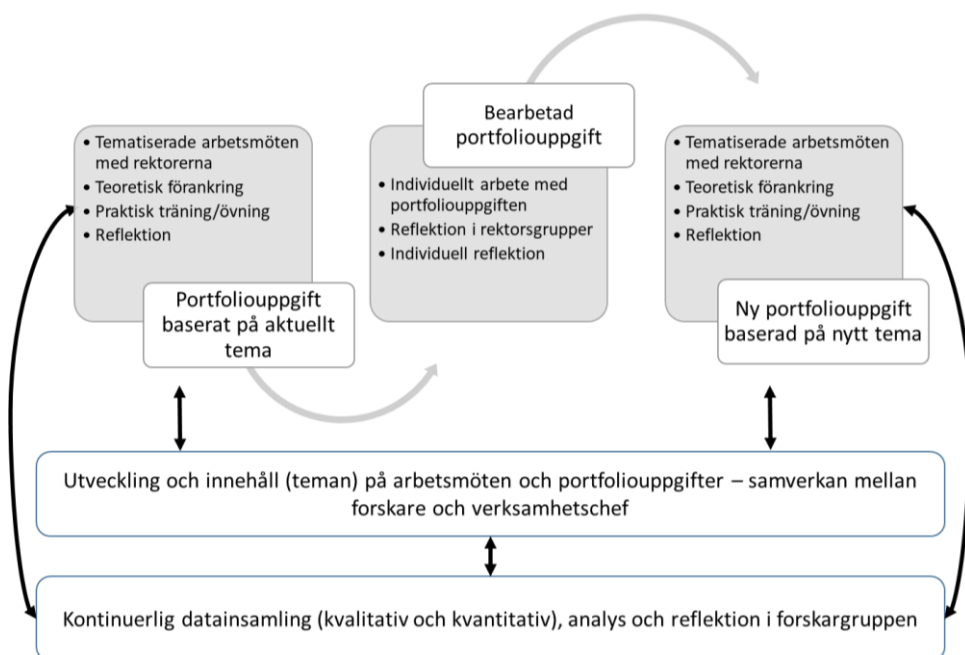 • Tematiserade arbetsmöten
med rektorerna
• Teoretisk förankring
• Praktisk träning/övning
• Reflektion
Portfoliouppgift
baserat på aktuellt
tema
Bearbetad
portfoliouppgift
• Individuellt arbete med
portfoliouppgiften
• Reflektion i rektorsgrupper
• Individuell reflektion
• Tematiserade arbetsmöten
med rektorerna
• Teoretisk förankring
• Praktisk träning/övning
• Reflektion
Ny portfoliouppgift
baserad på nytt tema
Utveckling och innehåll (teman) på arbetsmöten och portfoliouppgifter – samverkan mellan
forskare och verksamhetschef
Kontinuerlig datainsamling (kvalitativ och kvantitativ), analys och reflektion i forskargruppen